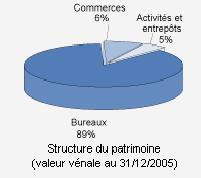 Commerces
6%
Activités et
entrepôts
5%
Bureaux
89%
Structure du patrimoine
(valeur vénale au 31/12/2005)